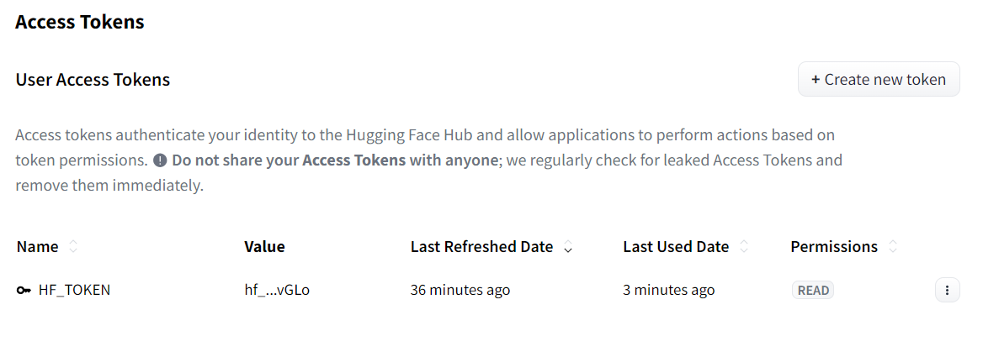 Access Tokens
User Access Tokens
+ Create new token
Access tokens authenticate your identity to the Hugging Face Hub and allow applications to perform actions based on
token permissions. Do not share your Access Tokens with anyone; we regularly check for leaked Access Tokens and
remove them immediately.
Name Value Last Refreshed Date Last Used Date Permissions
HF_TOKEN hf_...vGLo 36 minutes ago 3 minutes ago READ